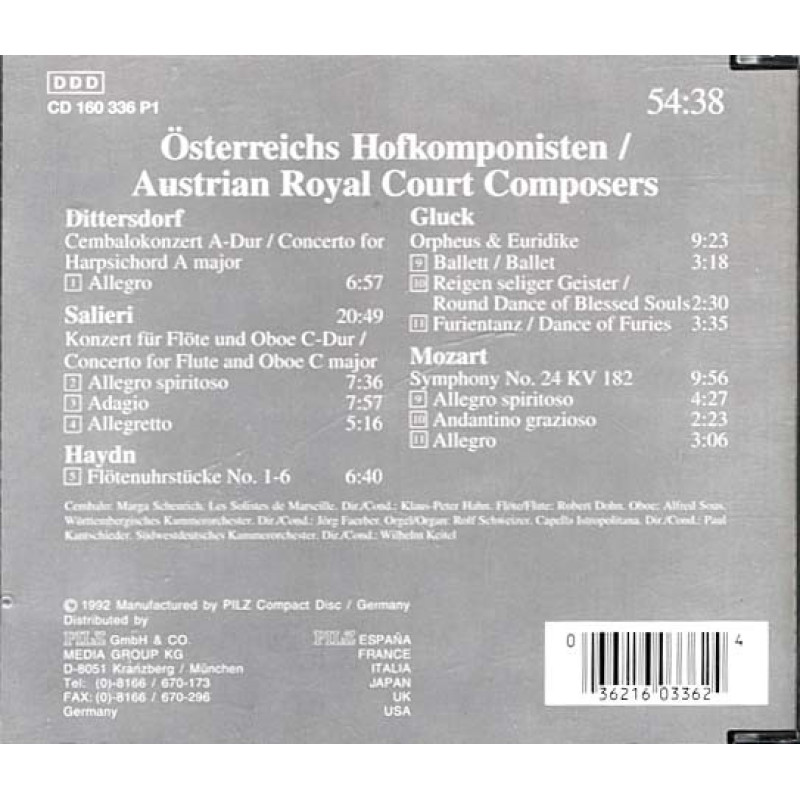 DDD
CD 160 336 P1
54:38
Österreichs Hofkomponisten /
Austrian Royal Court Composers
Dittersdorf
Cembalokonzert A-Dur / Concerto for
Harpsichord A major
1 Allegro 6:57
Salieri 20:49
Konzert für Flöte und Oboe C-Dur /
Concerto for Flute and Oboe C major
2 Allegro spiritoso 7:36
3 Adagio 7:57
4 Allegretto 5:16
Haydn
5 Flötenuhrstücke No. 1-6 6:40
Gluck
Orpheus & Euridike 9:23
9 Ballett / Ballet 3:18
10 Reigen seliger Geister /
Round Dance of Blessed Souls 2:30
11 Furientanz / Dance of Furies 3:35
Mozart
Symphony No. 24 KV 182 9:56
9 Allegro spiritoso 4:27
10 Andantino grazioso 2:23
11 Allegro 3:06
Cembalo: Marga Scheurich. Les Solistes de Marseille. Dir./Cond.: Klaus-Peter Hahn. Flöte/Flute: Robert Dohn. Oboe: Alfred Sous.
Württembergisches Kammerorchester. Dir./Cond.: Jörg Faerber. Orgel/Organ: Rolf Schweizer. Capella Istropolitana. Dir./Cond.: Paul
Kantschieder. Südwestdeutsches Kammerorchester. Dir./Cond.: Wilhelm Keitel
© 1992 Manufactured by PILZ Compact Disc / Germany
Distributed by
PILZ GmbH & CO.
MEDIA GROUP KG
D-8051 Kranzberg / München
Tel: (0)-8166 / 670-173
FAX: (0)-8166 / 670-296
Germany
PILZ ESPAÑA
FRANCE
ITALIA
JAPAN
UK
USA
0 36216 03362 4